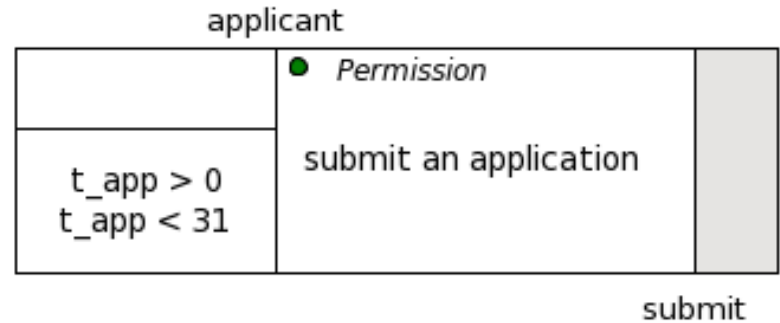 applicant
Permission
submit an application
t_app > 0
t_app < 31
submit